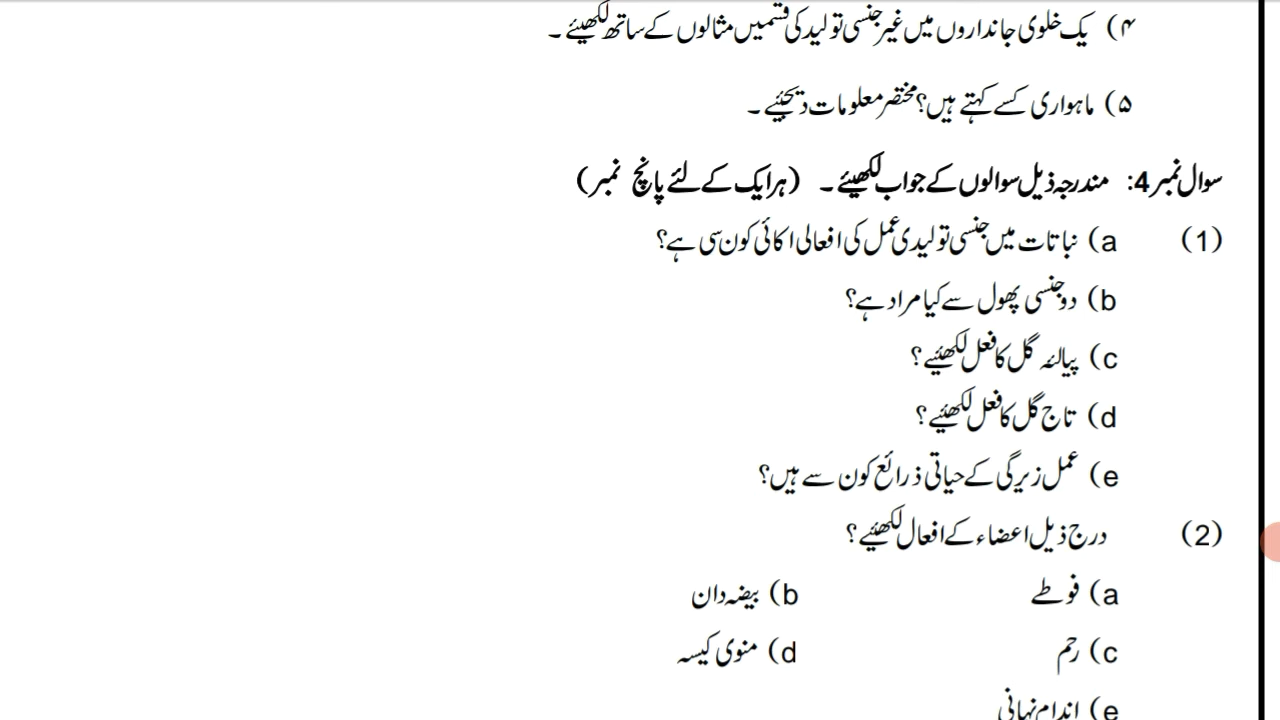 ۴) یک خلوی جانداروں میں غیر جنسی تولید کی قسمیں مثالوں کے ساتھ لکھیئے ۔
۵) ماہواری کسے کہتے ہیں؟ مختصر معلومات دیجئیے ۔
سوال نمبر 4: مندرجہ ذیل سوالوں کے جواب لکھیئے ۔ (ہر ایک کے لئے پانچ نمبر)
(1) a) نباتات میں جنسی تولیدی عمل کی افعالی اکائی کون سی ہے؟
b) دو جنسی پھول سے کیا مراد ہے؟
c) پیالئہ گل کا فعل لکھئیے ؟
d) تاج گل کا فعل لکھئیے ؟
e) عمل زیرگی کے حیاتی ذرائع کون سے ہیں؟
(2) درج ذیل اعضاء کے افعال لکھئیے ؟
a) فوطے b) بیضہ دان
c) رحم d) منوی کیسہ
e) اندام نہانی